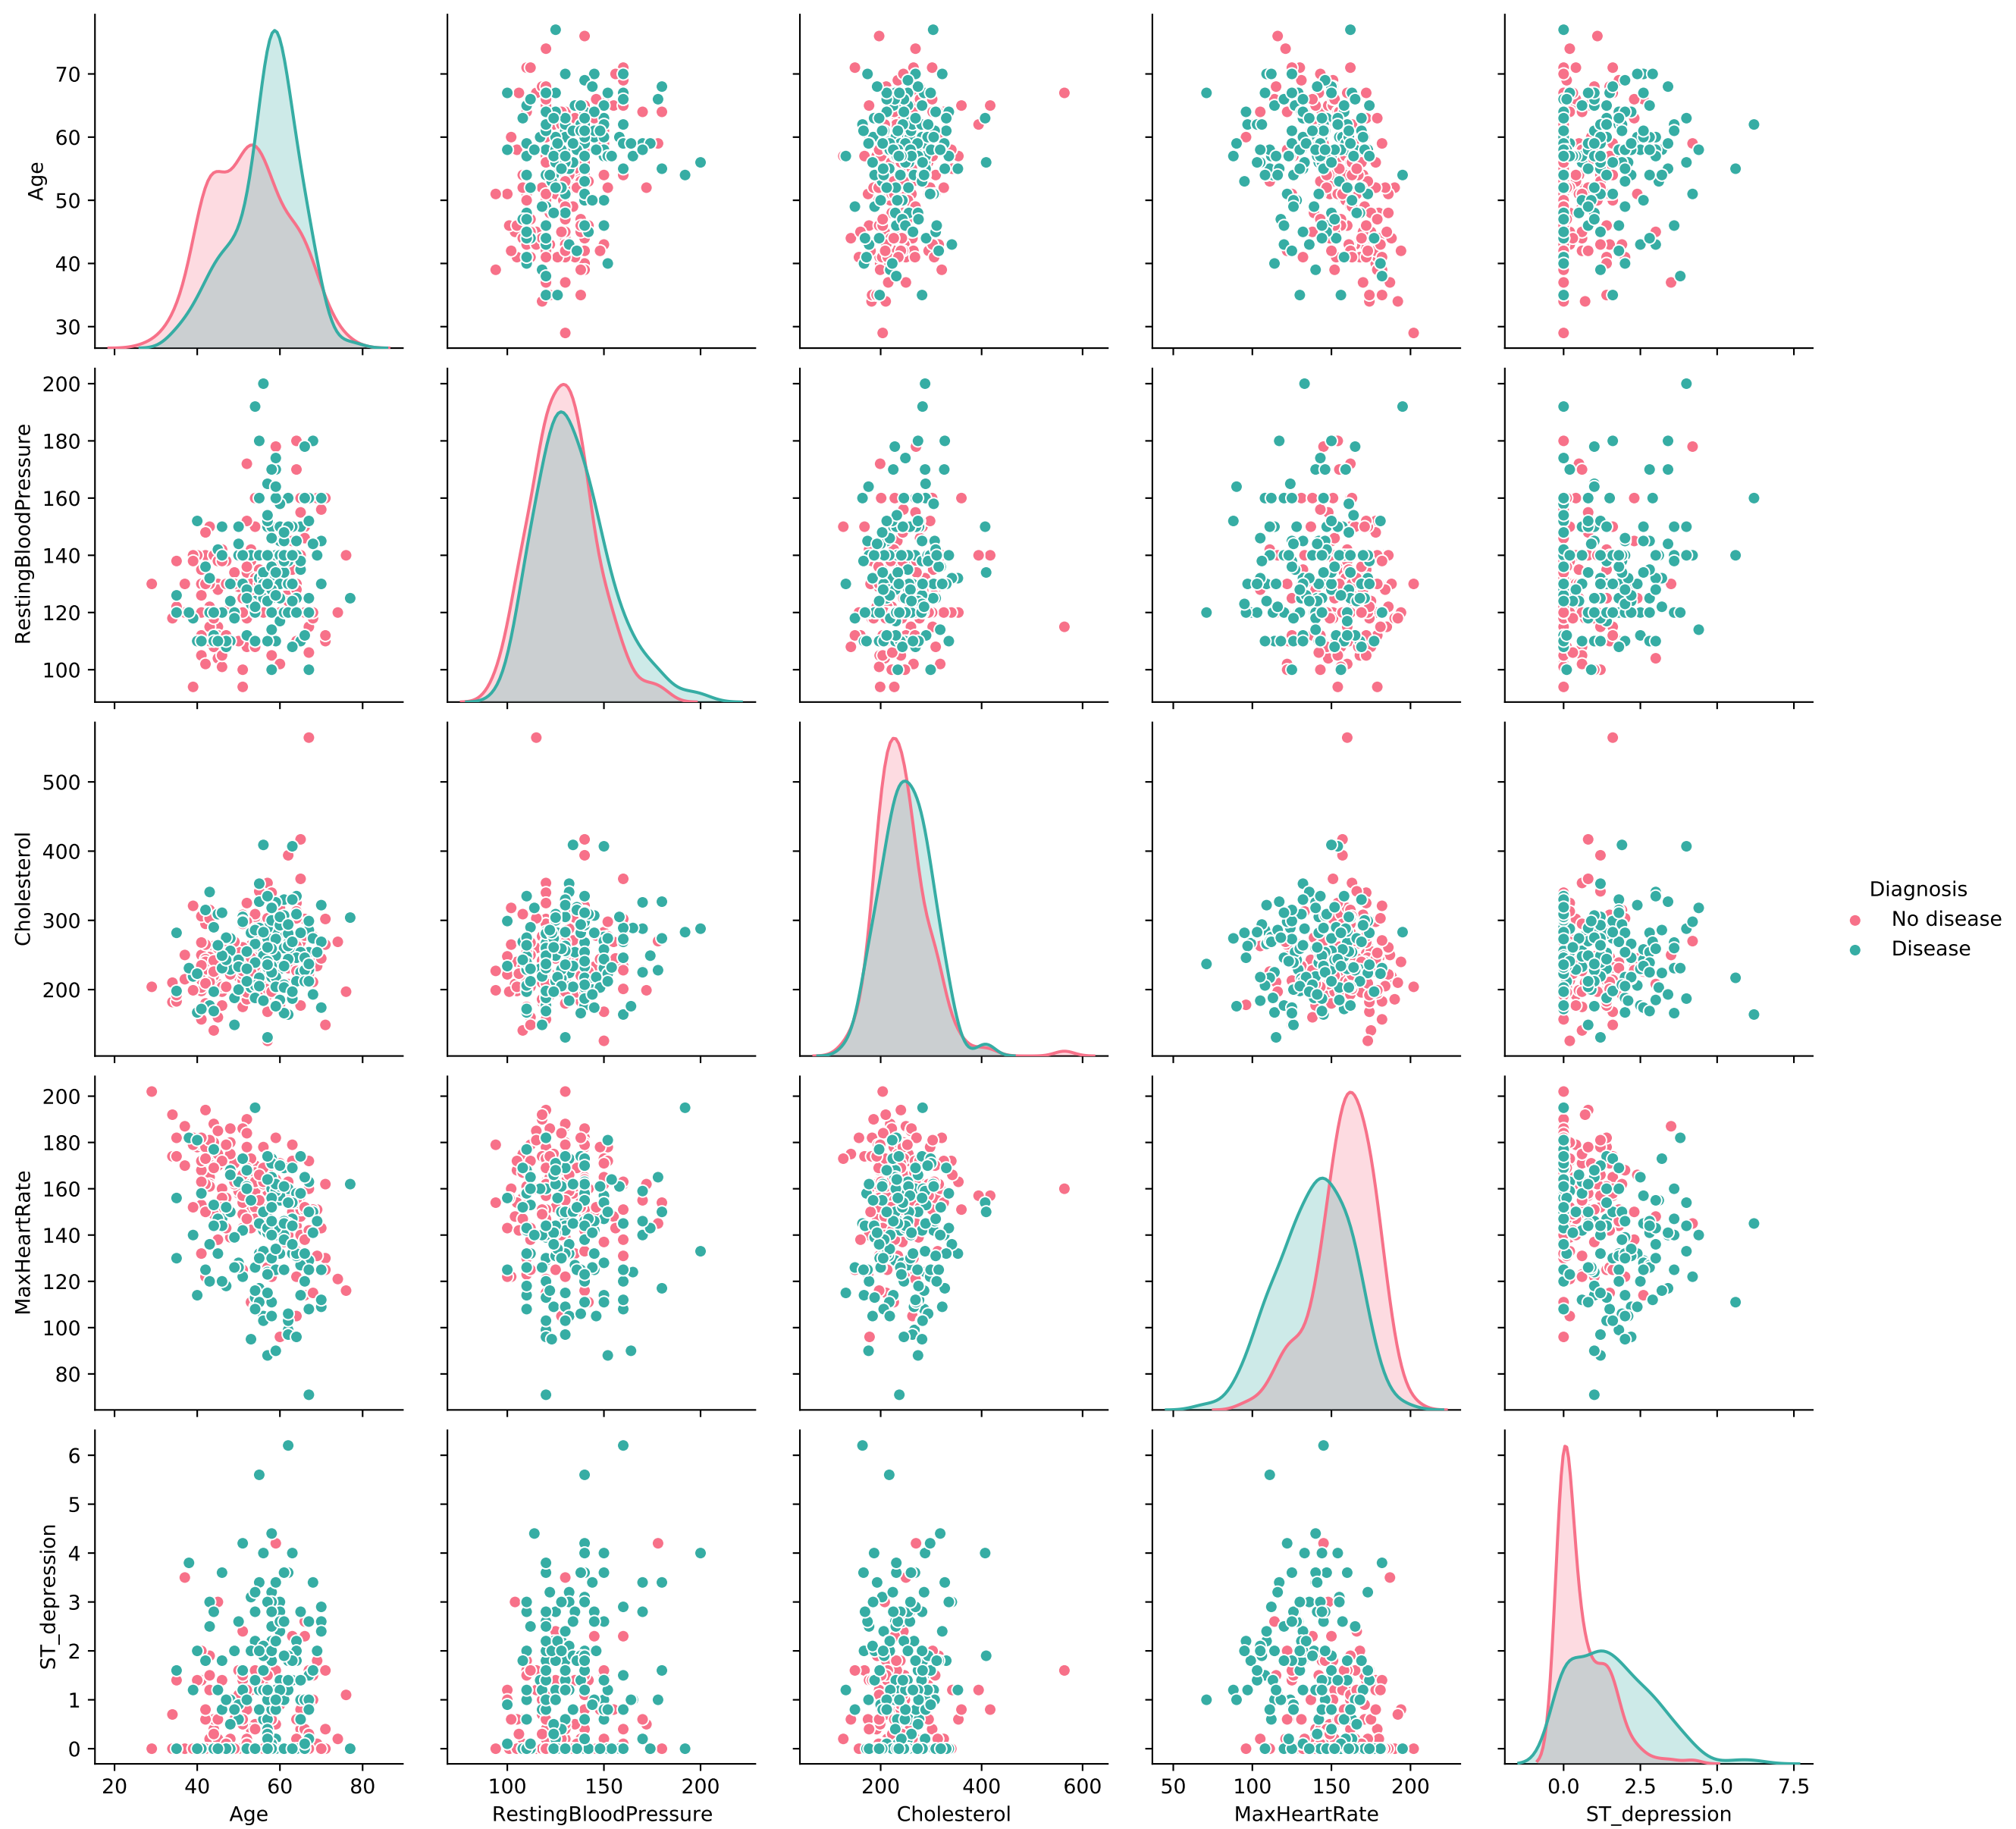 Age
70
60
50
40
30
RestingBloodPressure
200
180
160
140
120
100
Cholesterol
500
400
300
200
Diagnosis
No disease
Disease
MaxHeartRate
200
180
160
140
120
100
80
ST_depression
6
5
4
3
2
1
0
20 40 60 80
100 150 200
200 400 600
50 100 150 200
0.0 2.5 5.0 7.5
Age
RestingBloodPressure
Cholesterol
MaxHeartRate
ST_depression